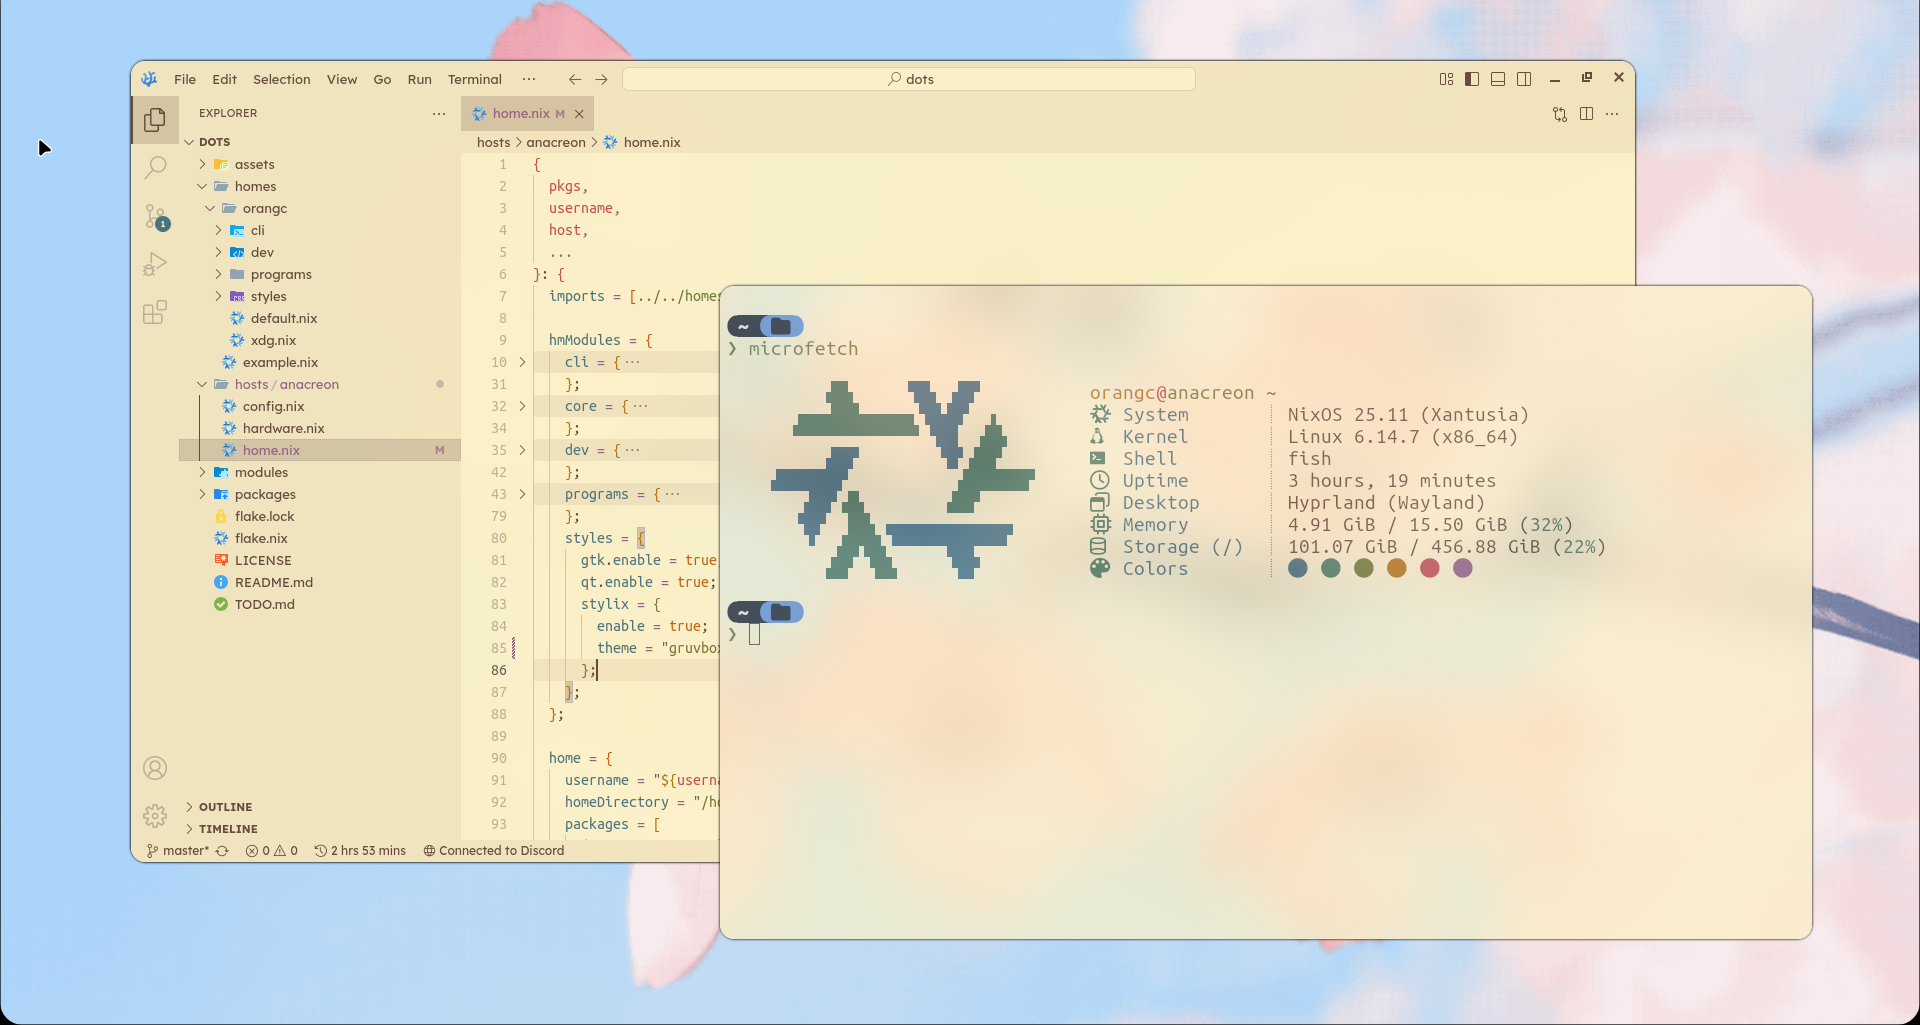 File Edit Selection View Go Run Terminal ··· dots
EXPLORER ···
DOTS
assets
homes
orangc
cli
dev
programs
styles
default.nix
xdg.nix
example.nix
hosts / anacreon
config.nix
hardware.nix
home.nix M
modules
packages
flake.lock
flake.nix
LICENSE
README.md
TODO.md
OUTLINE
TIMELINE
1
home.nix M
hosts > anacreon > home.nix
1 {
2 pkgs,
3 username,
4 host,
5 ...
6 }: {
7 imports = [../../homes
8
9 hmModules = {
10 cli = { ···
31 };
32 core = { ···
34 };
35 dev = { ···
42 };
43 programs = { ···
79 };
80 styles = {
81 gtk.enable = true
82 qt.enable = true;
83 stylix = {
84 enable = true;
85 theme = "gruvbox
86 };
87 };
88 };
89
90 home = {
91 username = "${userna
92 homeDirectory = "/ho
93 packages = [
master* 0 0 2 hrs 53 mins Connected to Discord
~
❯ microfetch
orangc@anacreon ~
System NixOS 25.11 (Xantusia)
Kernel Linux 6.14.7 (x86_64)
Shell fish
Uptime 3 hours, 19 minutes
Desktop Hyprland (Wayland)
Memory 4.91 GiB / 15.50 GiB (32%)
Storage (/) 101.07 GiB / 456.88 GiB (22%)
Colors
~
❯